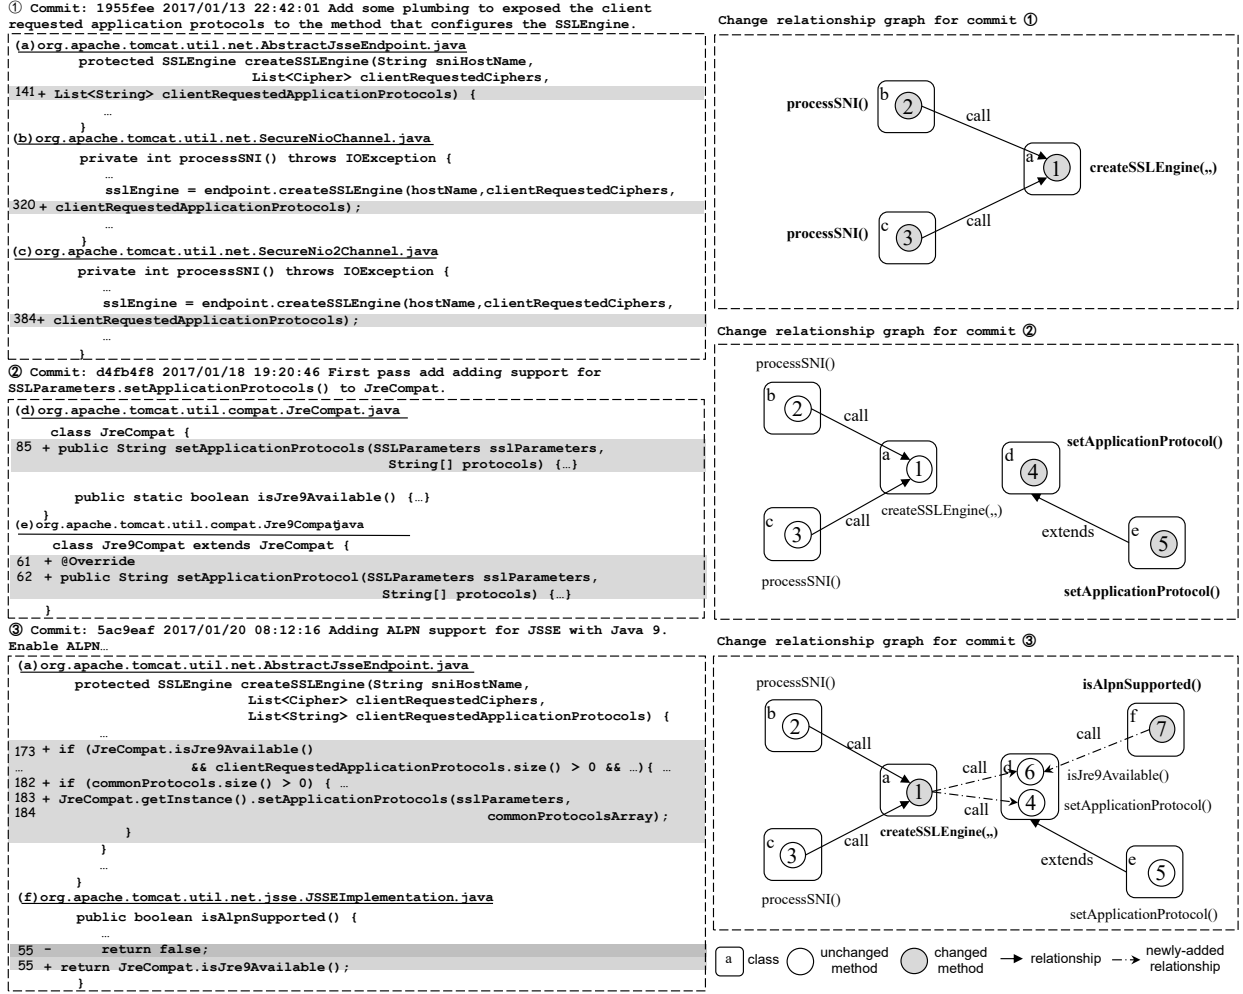 ① Commit: 1955fee 2017/01/13 22:42:01 Add some plumbing to exposed the client
requested application protocols to the method that configures the SSLEngine.
(a)org.apache.tomcat.util.net.AbstractJsseEndpoint.java
protected SSLEngine createSSLEngine(String sniHostName,
List<Cipher> clientRequestedCiphers,
141+ List<String> clientRequestedApplicationProtocols) {
…
}
(b)org.apache.tomcat.util.net.SecureNioChannel.java
private int processSNI() throws IOException {
…
sslEngine = endpoint.createSSLEngine(hostName,clientRequestedCiphers,
320+ clientRequestedApplicationProtocols);
…
}
(c)org.apache.tomcat.util.net.SecureNio2Channel.java
private int processSNI() throws IOException {
…
sslEngine = endpoint.createSSLEngine(hostName,clientRequestedCiphers,
384+ clientRequestedApplicationProtocols);
…
}
② Commit: d4fb4f8 2017/01/18 19:20:46 First pass add adding support for
SSLParameters.setApplicationProtocols() to JreCompat.
(d)org.apache.tomcat.util.compat.JreCompat.java
class JreCompat {
85 + public String setApplicationProtocols(SSLParameters sslParameters,
String[] protocols) {…}
public static boolean isJre9Available() {…}
}
(e)org.apache.tomcat.util.compat.Jre9Compat.java
class Jre9Compat extends JreCompat {
61 + @Override
62 + public String setApplicationProtocol(SSLParameters sslParameters,
String[] protocols) {…}
}
③ Commit: 5ac9eaf 2017/01/20 08:12:16 Adding ALPN support for JSSE with Java 9.
Enable ALPN…
(a)org.apache.tomcat.util.net.AbstractJsseEndpoint.java
protected SSLEngine createSSLEngine(String sniHostName,
List<Cipher> clientRequestedCiphers,
List<String> clientRequestedApplicationProtocols) {
…
173 + if (JreCompat.isJre9Available()
… && clientRequestedApplicationProtocols.size() > 0 && …){ …
182 + if (commonProtocols.size() > 0) { …
183 + JreCompat.getInstance().setApplicationProtocols(sslParameters,
184 commonProtocolsArray);
}
}
…
}
(f)org.apache.tomcat.util.net.jsse.JSSEImplementation.java
public boolean isAlpnSupported() {
…
55 - return false;
55 + return JreCompat.isJre9Available();
}
Change relationship graph for commit ①
b 2
processSNI()
call
a 1
createSSLEngine(,,)
c 3
processSNI()
call
Change relationship graph for commit ②
processSNI()
b 2
call
a 1
createSSLEngine(,,)
c 3
call
processSNI()
setApplicationProtocol()
d 4
extends
e 5
setApplicationProtocol()
Change relationship graph for commit ③
processSNI()
b 2
call
a 1
createSSLEngine(,,)
c 3
call
processSNI()
isAlpnSupported()
f 7
call
call
d 6
isJre9Available()
4
setApplicationProtocol()
call
extends
e 5
setApplicationProtocol()
a class
unchanged method
changed method
relationship
newly-added relationship